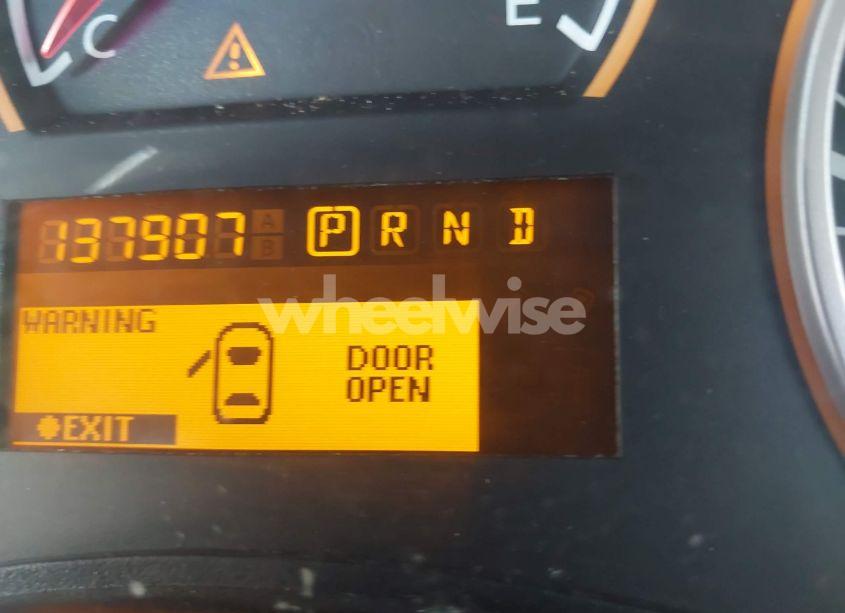 C
E
137907
A
B
P R N D
wheelwise
WARNING
DOOR
OPEN
EXIT